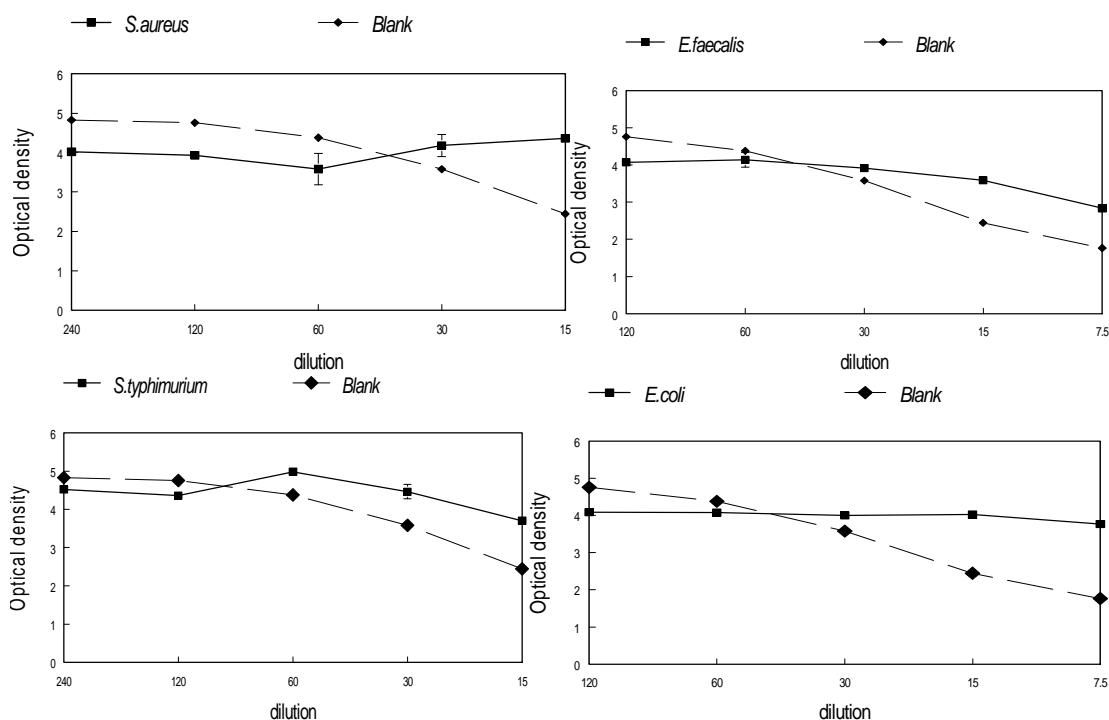 S.aureus Blank
6
5
4
3
2
1
0
Optical density
240 120 60 30 15
dilution
E.faecalis Blank
6
5
4
3
2
1
0
Optical density
120 60 30 15 7.5
dilution
S.typhimurium Blank
6
5
4
3
2
1
0
Optical density
240 120 60 30 15
dilution
E.coli Blank
6
5
4
3
2
1
0
Optical density
120 60 30 15 7.5
dilution